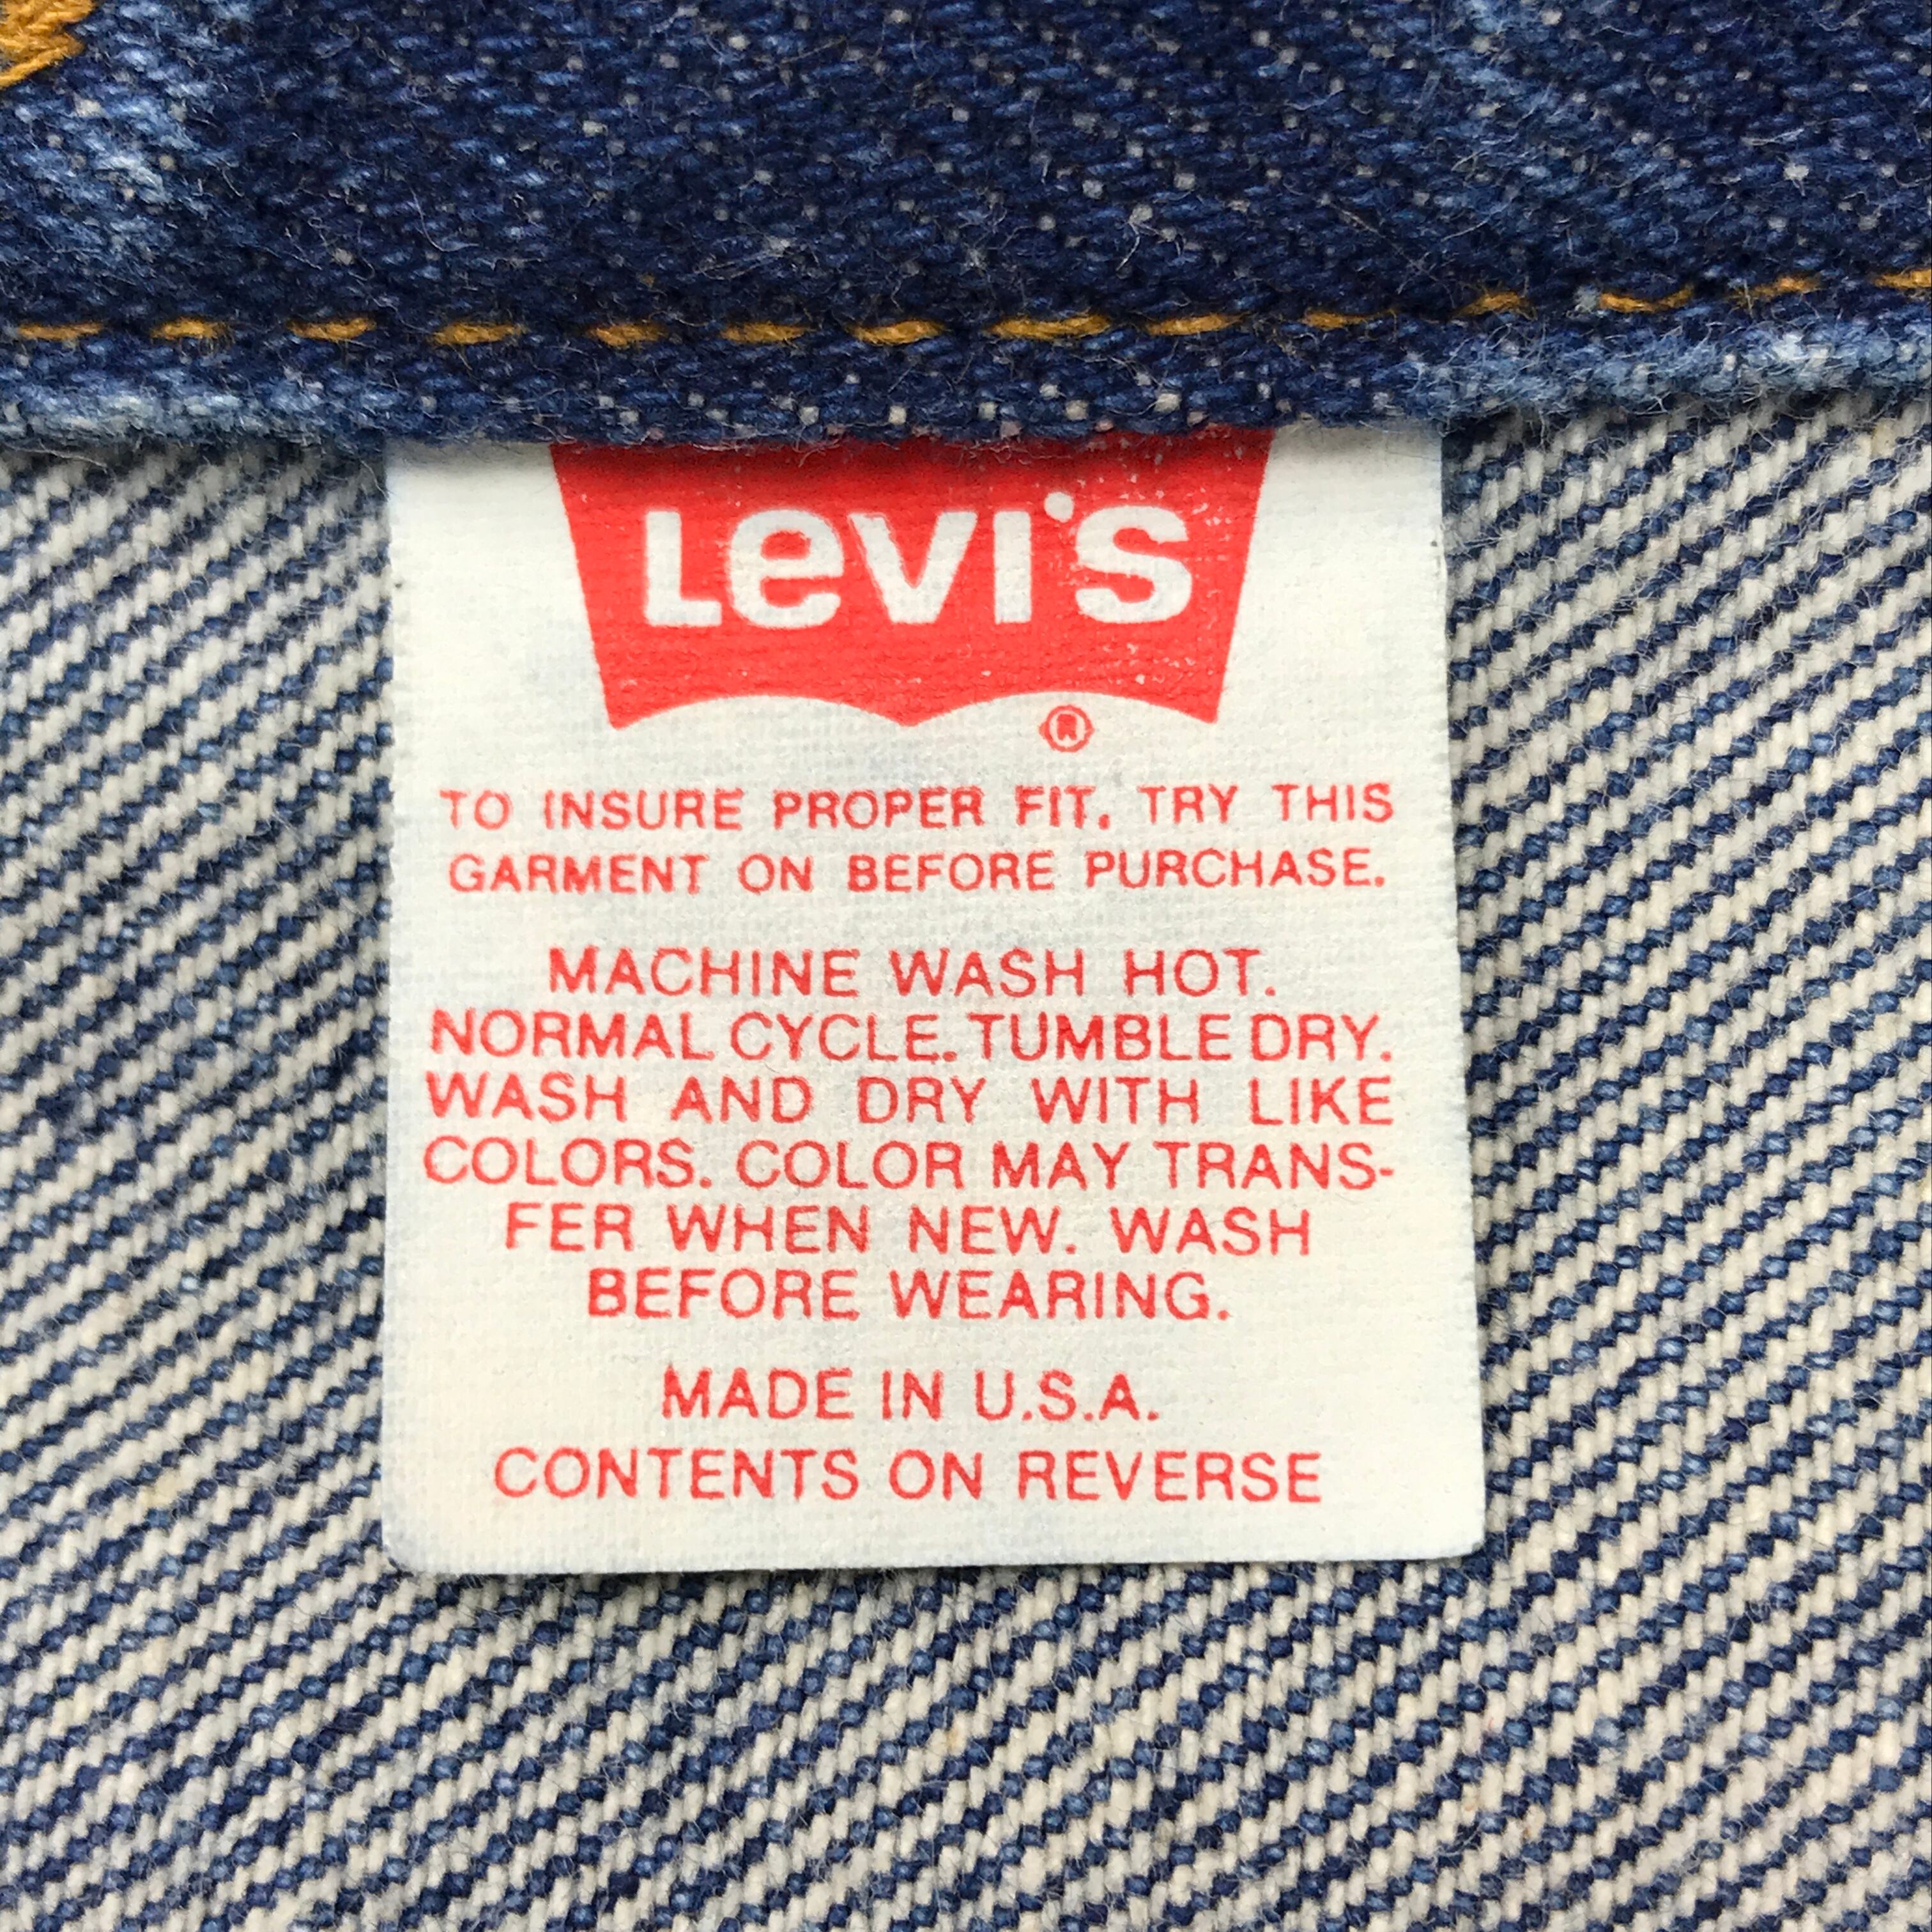 Levi's
®
TO INSURE PROPER FIT, TRY THIS
GARMENT ON BEFORE PURCHASE.
MACHINE WASH HOT.
NORMAL CYCLE. TUMBLE DRY.
WASH AND DRY WITH LIKE
COLORS. COLOR MAY TRANS-
FER WHEN NEW. WASH
BEFORE WEARING.
MADE IN U.S.A.
CONTENTS ON REVERSE